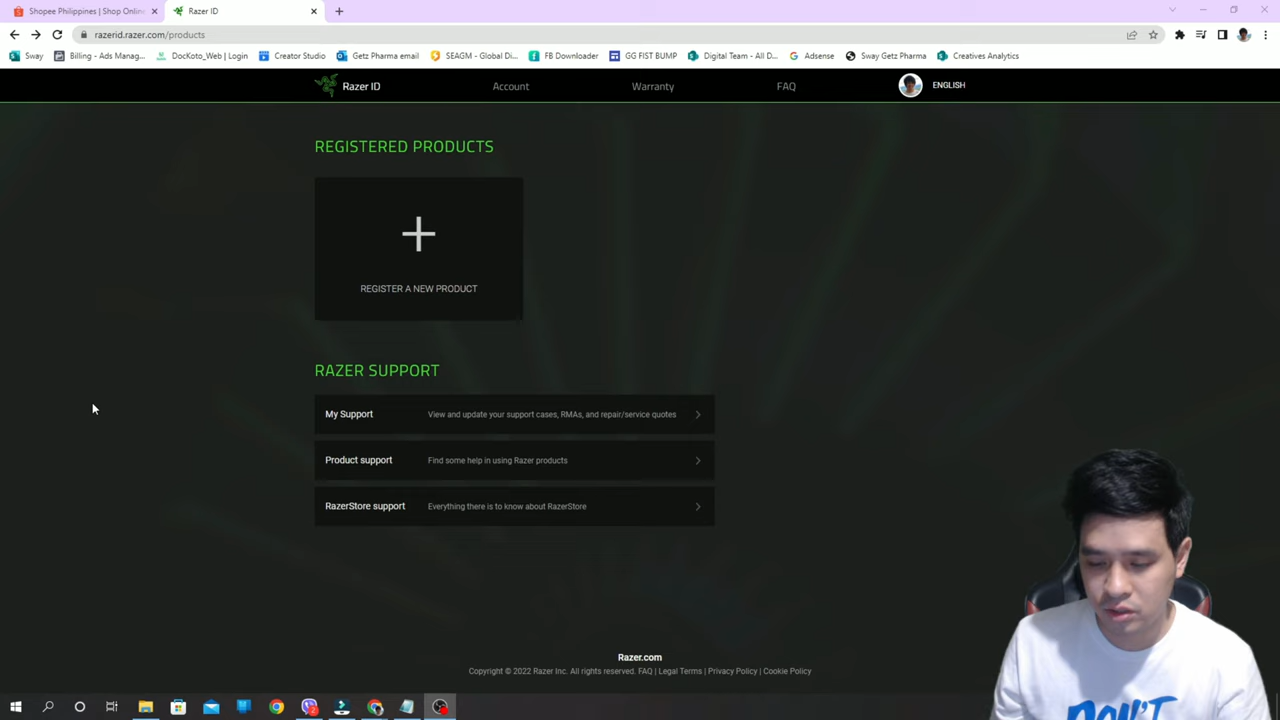 Shopee Philippines | Shop Onlin
Razer ID
razerid.razer.com/products
Sway
Billing - Ads Manag...
DocKoto_Web | Login
Creator Studio
Getz Pharma email
SEAGM - Global Di...
FB Downloader
GG FIST BUMP
Digital Team - All D...
Adsense
Sway Getz Pharma
Creatives Analytics
Razer ID
Account
Warranty
FAQ
ENGLISH
REGISTERED PRODUCTS
REGISTER A NEW PRODUCT
RAZER SUPPORT
My Support
View and update your support cases, RMAs, and repair/service quotes
Product support
Find some help in using Razer products
RazerStore support
Everything there is to know about RazerStore
Razer.com
Copyright © 2022 Razer Inc. All rights reserved. FAQ | Legal Terms | Privacy Policy | Cookie Policy
DON'T